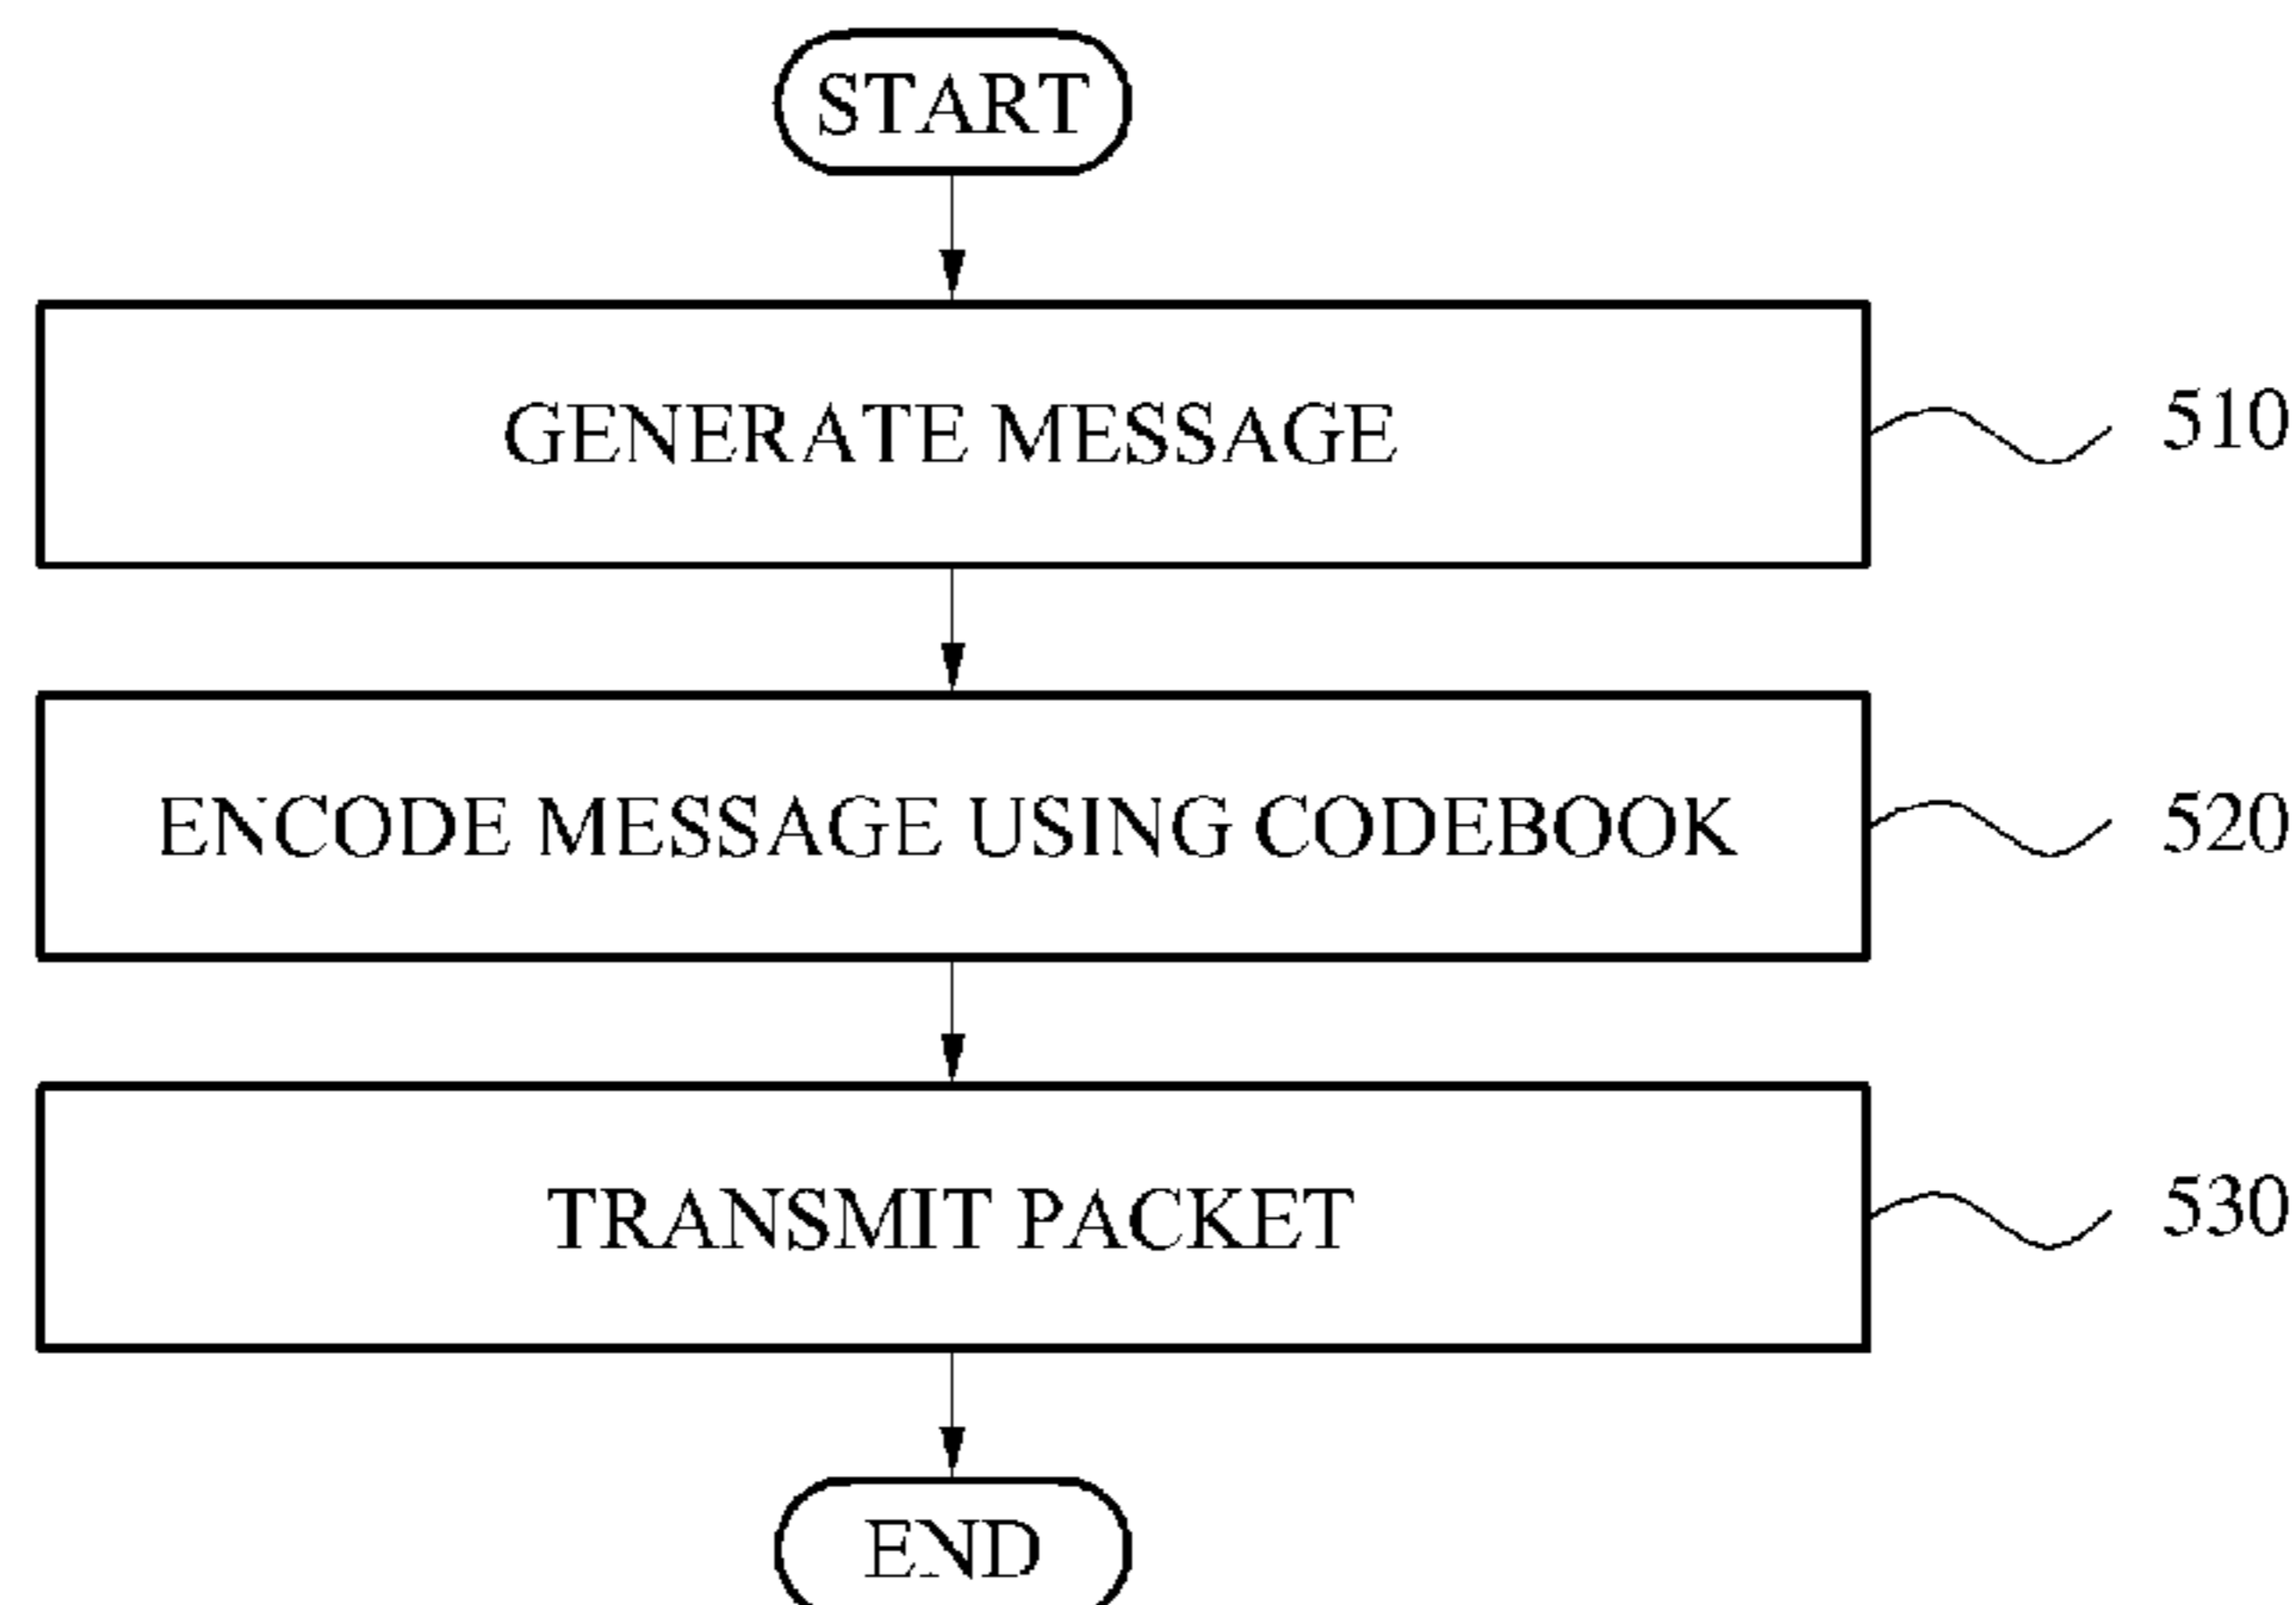 START
GENERATE MESSAGE
510
ENCODE MESSAGE USING CODEBOOK
520
TRANSMIT PACKET
530
END